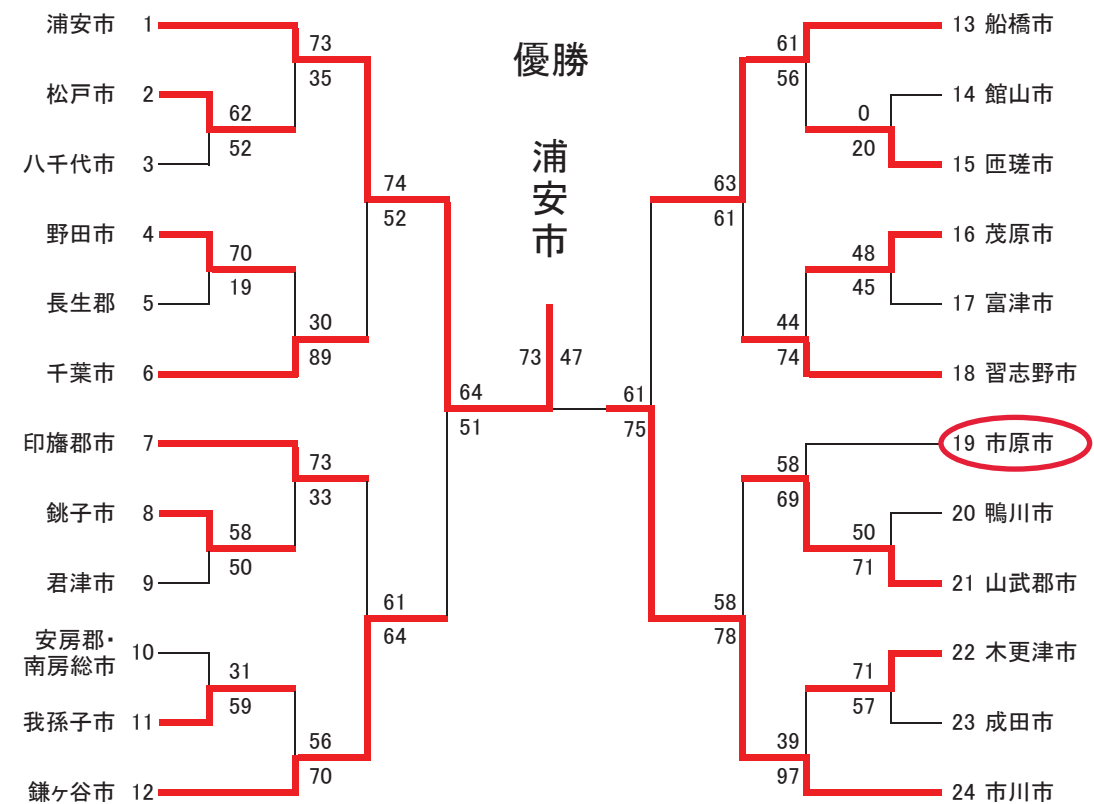 優勝
浦安市
浦安市 1
松戸市 2
八千代市 3
野田市 4
長生郡 5
千葉市 6
印旛郡市 7
銚子市 8
君津市 9
安房郡・
南房総市 10
我孫子市 11
鎌ヶ谷市 12
73
35
62
52
74
52
70
19
30
89
64
51
73
33
58
50
61
64
31
59
56
70
73 47
61
56
0
20
63
61
48
45
44
74
61
75
58
69
50
71
58
78
71
57
39
97
13 船橋市
14 館山市
15 匝瑳市
16 茂原市
17 富津市
18 習志野市
19 市原市
20 鴨川市
21 山武郡市
22 木更津市
23 成田市
24 市川市